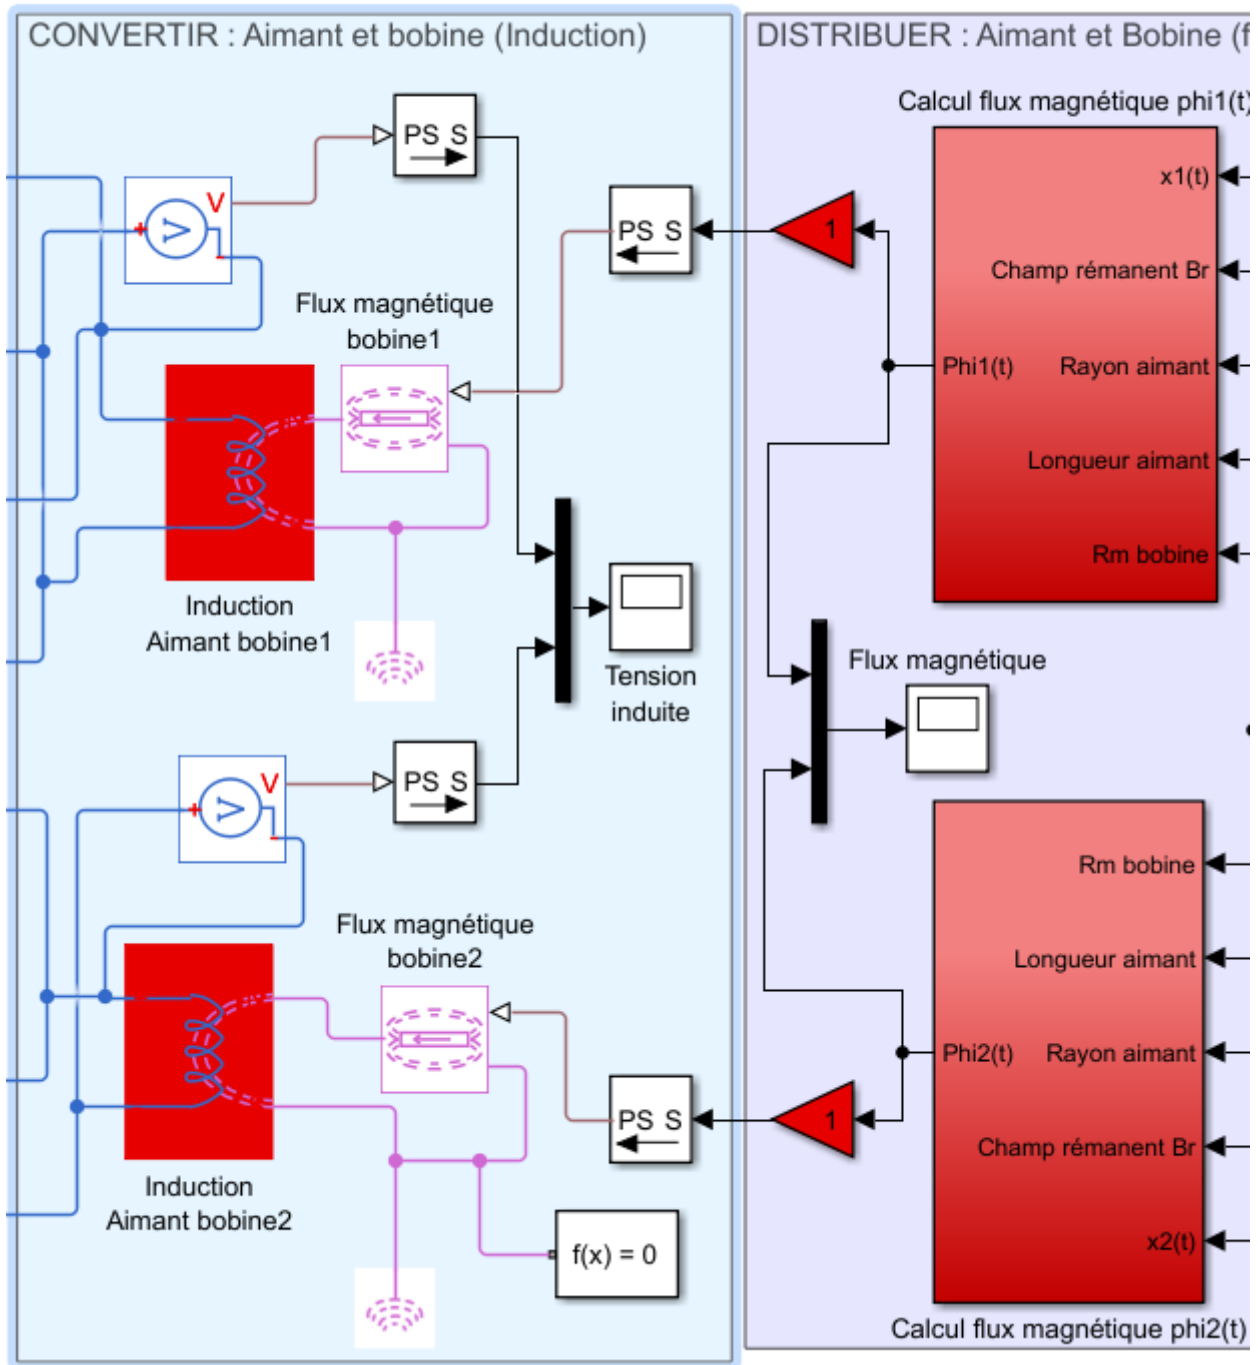 CONVERTIR : Aimant et bobine (Induction)
PS S
V
V
+
-
PS S
Flux magnétique
bobine1
Induction
Aimant bobine1
Tension
induite
PS S
V
V
+
-
Flux magnétique
bobine2
PS S
Induction
Aimant bobine2
f(x) = 0
DISTRIBUER : Aimant et Bobine (f
Calcul flux magnétique phi1(t)
1
x1(t)
Champ rémanent Br
Phi1(t)
Rayon aimant
Longueur aimant
Rm bobine
Flux magnétique
Rm bobine
Longueur aimant
Phi2(t)
Rayon aimant
1
Champ rémanent Br
x2(t)
Calcul flux magnétique phi2(t)